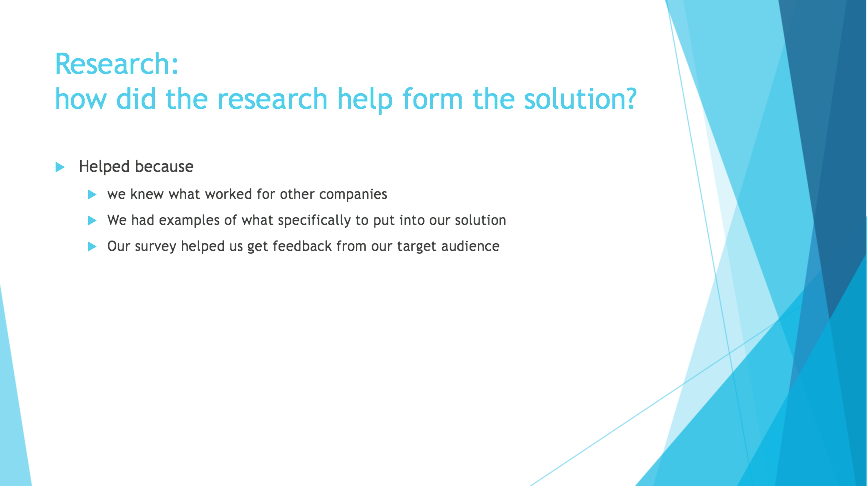 Research:
how did the research help form the solution?
Helped because
we knew what worked for other companies
We had examples of what specifically to put into our solution
Our survey helped us get feedback from our target audience